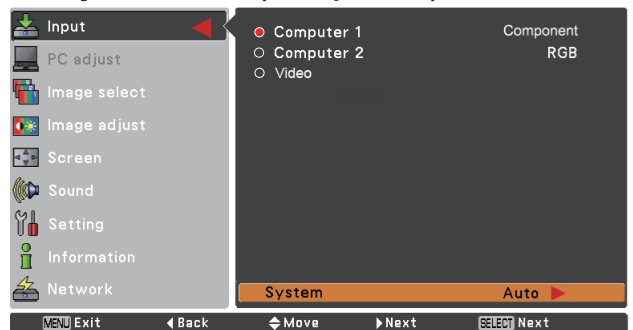 Input
PC adjust
Image select
Image adjust
Screen
Sound
Setting
Information
Network
Computer 1 Component
Computer 2 RGB
Video
System Auto
MENU Exit Back Move Next SELECT Next